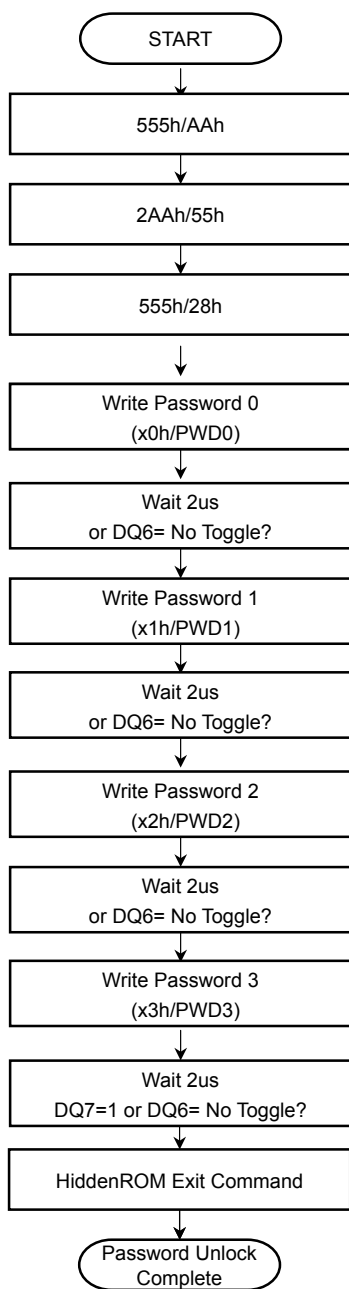 START
555h/AAh
2AAh/55h
555h/28h
Write Password 0
(x0h/PWD0)
Wait 2us
or DQ6= No Toggle?
Write Password 1
(x1h/PWD1)
Wait 2us
or DQ6= No Toggle?
Write Password 2
(x2h/PWD2)
Wait 2us
or DQ6= No Toggle?
Write Password 3
(x3h/PWD3)
Wait 2us
DQ7=1 or DQ6= No Toggle?
HiddenROM Exit Command
Password Unlock
Complete